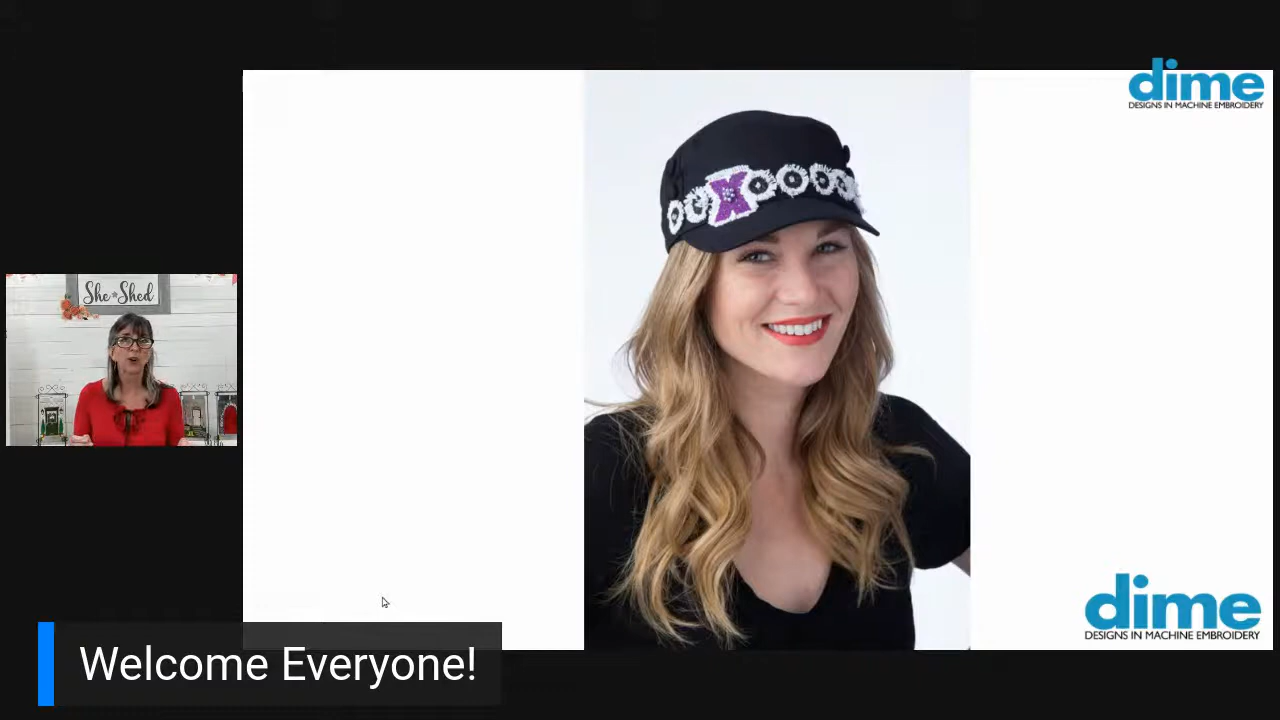 dime
DESIGNS IN MACHINE EMBROIDERY
She Shed
dime
DESIGNS IN MACHINE EMBROIDERY
Welcome Everyone!